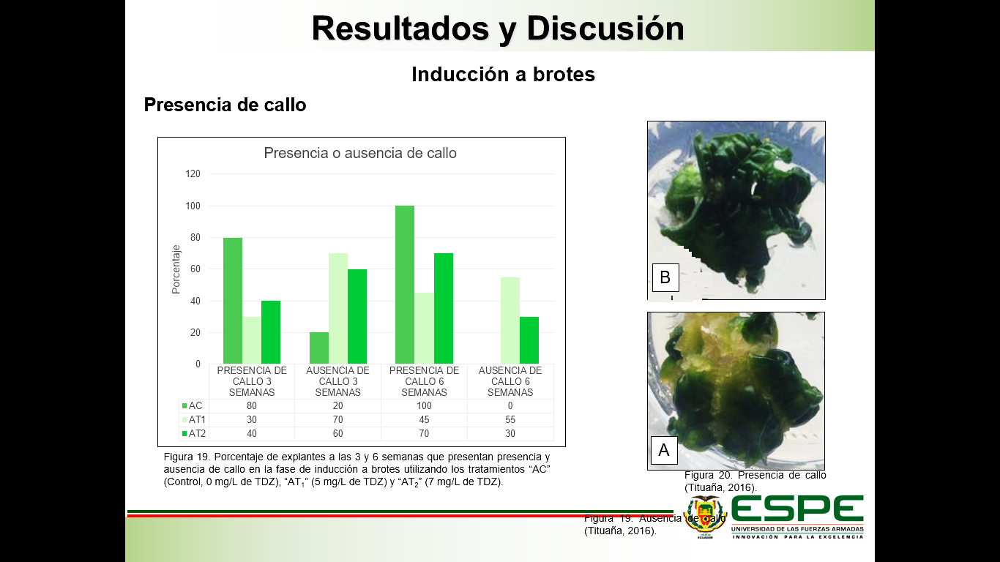 Resultados y Discusión
Inducción a brotes
Presencia de callo
Presencia o ausencia de callo
120
100
80
60
40
20
0
Porcentaje
PRESENCIA DE CALLO 3 SEMANAS
AUSENCIA DE CALLO 3 SEMANAS
PRESENCIA DE CALLO 6 SEMANAS
AUSENCIA DE CALLO 6 SEMANAS
AC 80 20 100 0
AT1 30 70 45 55
AT2 40 60 70 30
Figura 19. Porcentaje de explantes a las 3 y 6 semanas que presentan presencia y
ausencia de callo en la fase de inducción a brotes utilizando los tratamientos “AC”
(Control, 0 mg/L de TDZ), “AT1” (5 mg/L de TDZ) y “AT2” (7 mg/L de TDZ).
B
A
Figura 20. Presencia de callo
(Tituaña, 2016).
Figura 19. Ausencia de callo
(Tituaña, 2016).
ECUADOR
ESPE
UNIVERSIDAD DE LAS FUERZAS ARMADAS
INNOVACIÓN PARA LA EXCELENCIA